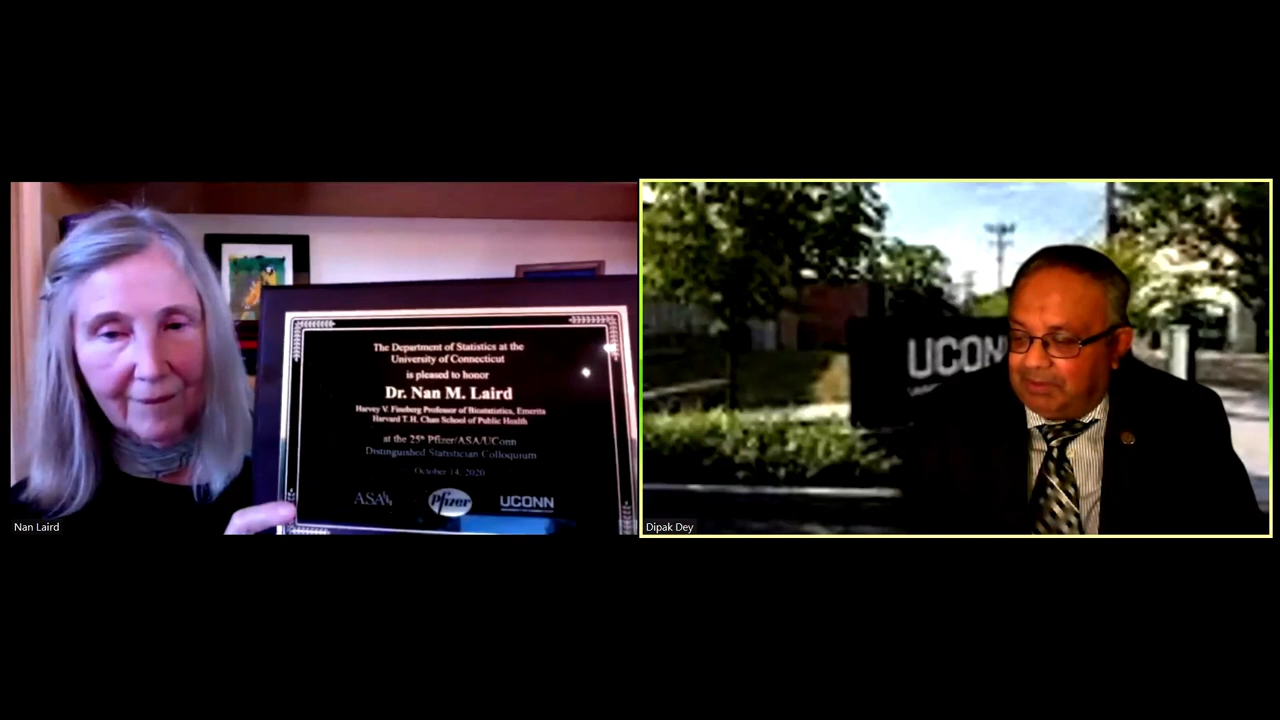 The Department of Statistics at the
University of Connecticut
is pleased to honor
Dr. Nan M. Laird
Harvey V. Fineberg Professor of Biostatistics, Emerita
Harvard T. H. Chan School of Public Health
at the 25th Pfizer/ASA/UConn
Distinguished Statistician Colloquium
October 14, 2020
ASA
Pfizer
UCONN
Nan Laird
UCON
Dipak Dey